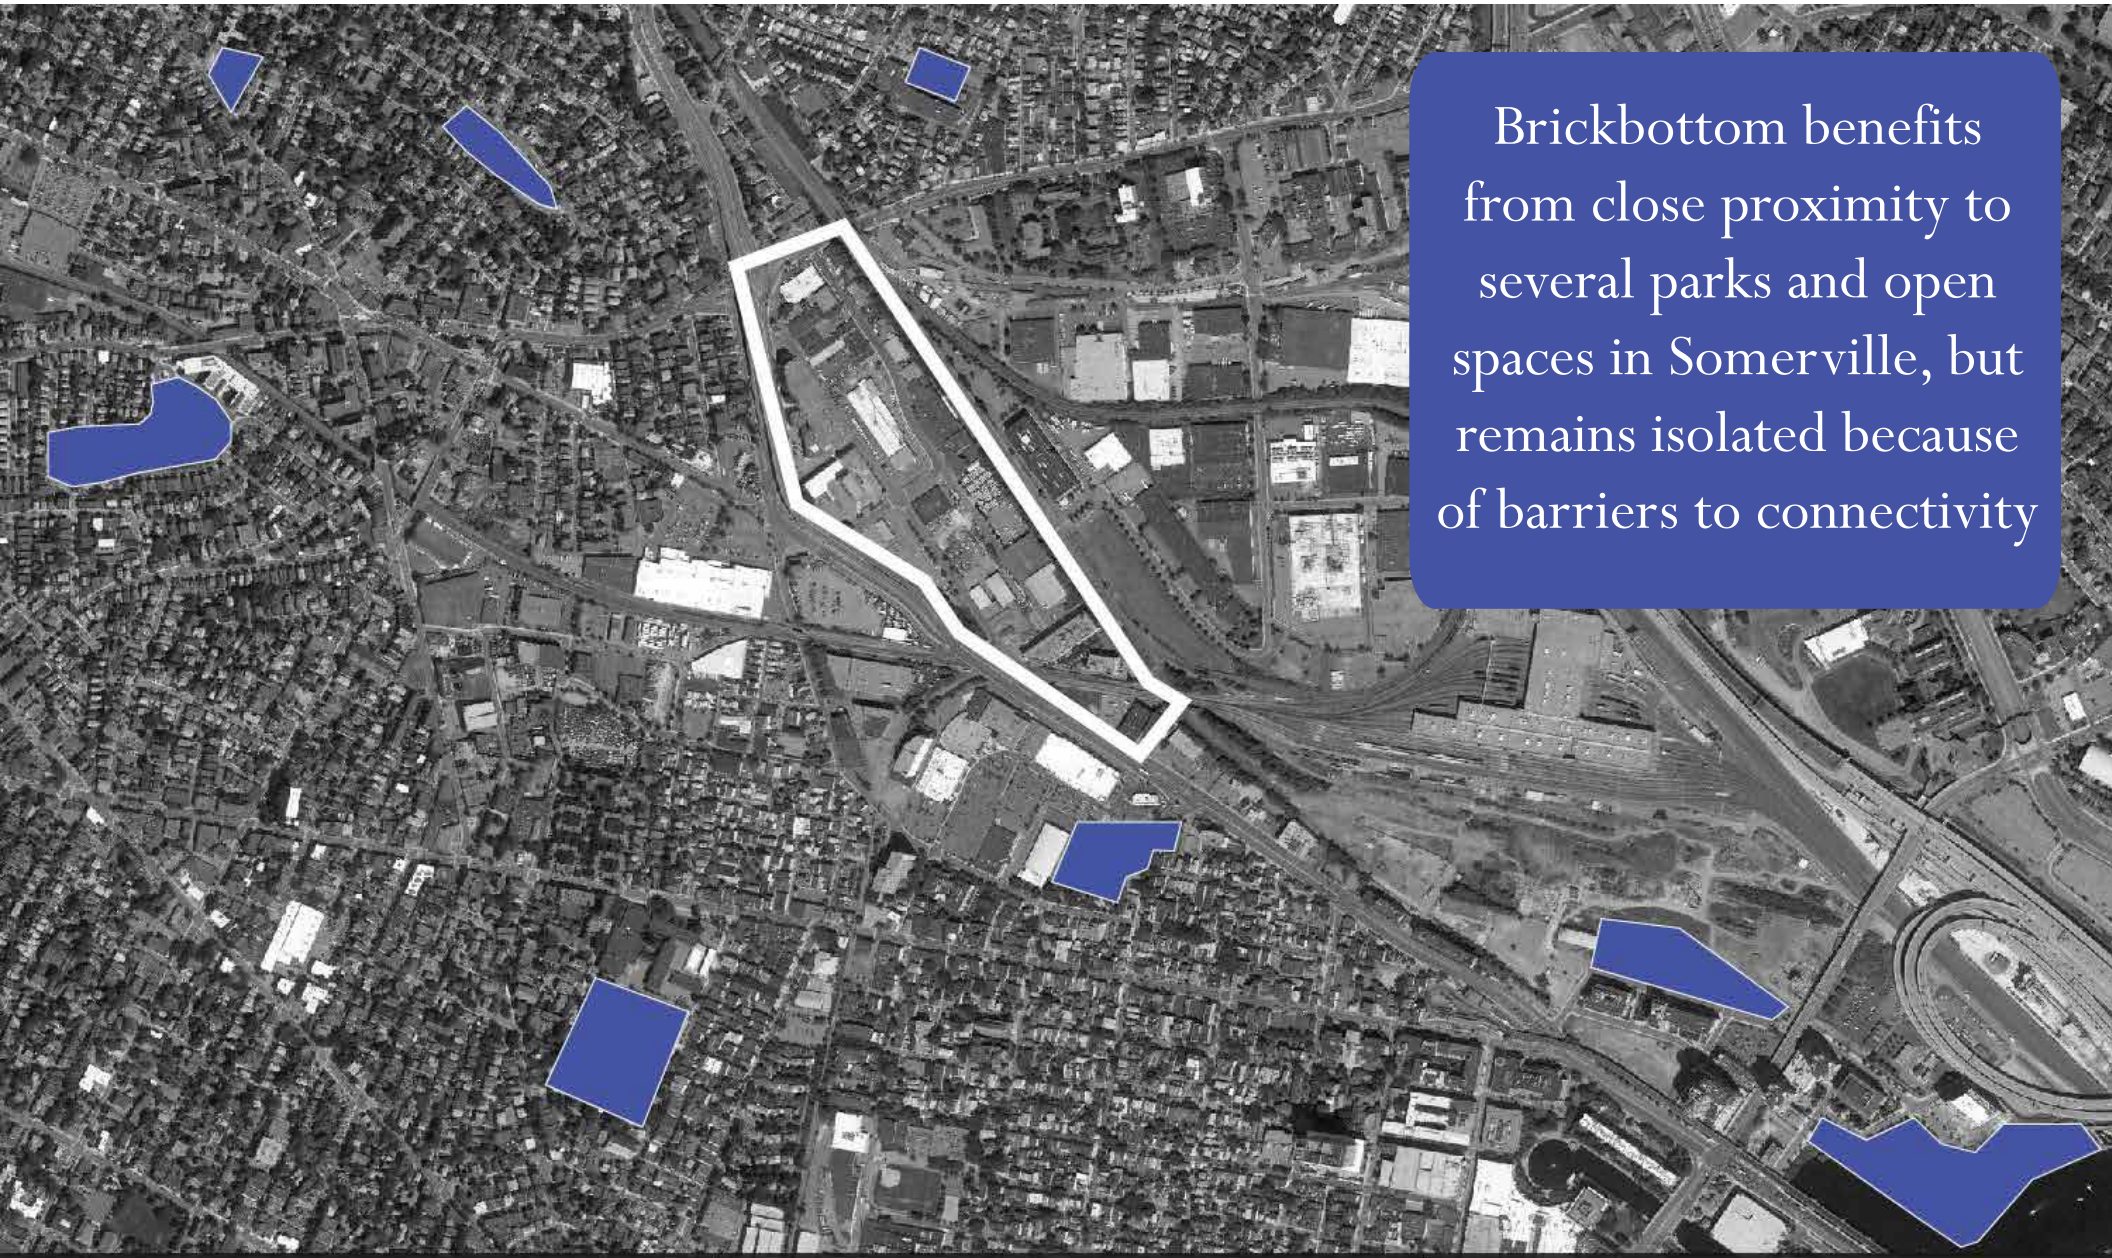 Brickbottom benefits
from close proximity to
several parks and open
spaces in Somerville, but
remains isolated because
of barriers to connectivity